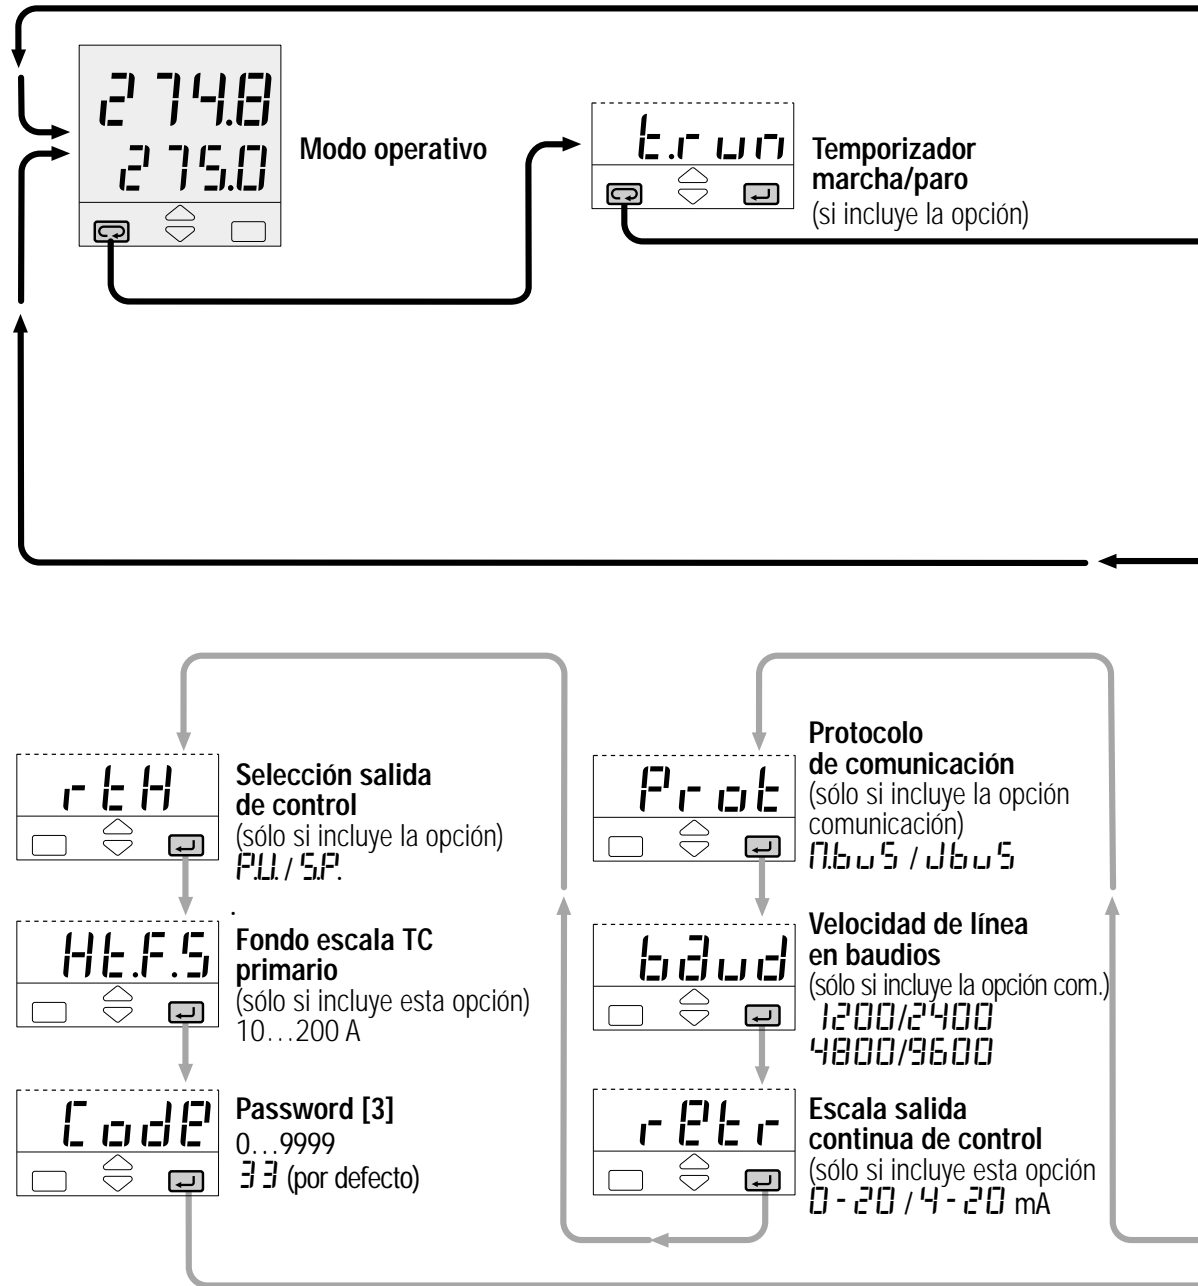 274.8
275.0
Modo operativo
t.run
Temporizador
marcha/paro
(si incluye la opción)
rtH
Selección salida
de control
(sólo si incluye la opción)
P.U. / S.P.
.
Ht.F.S
Fondo escala TC
primario
(sólo si incluye esta opción)
10…200 A
Code
Password [3]
0…9999
33 (por defecto)
Prot
Protocolo
de comunicación
(sólo si incluye la opción
comunicación)
M.buS / JbuS
baud
Velocidad de línea
en baudios
(sólo si incluye la opción com.)
1200/2400
4800/9600
retr
Escala salida
continua de control
(sólo si incluye esta opción
0-20 / 4-20 mA